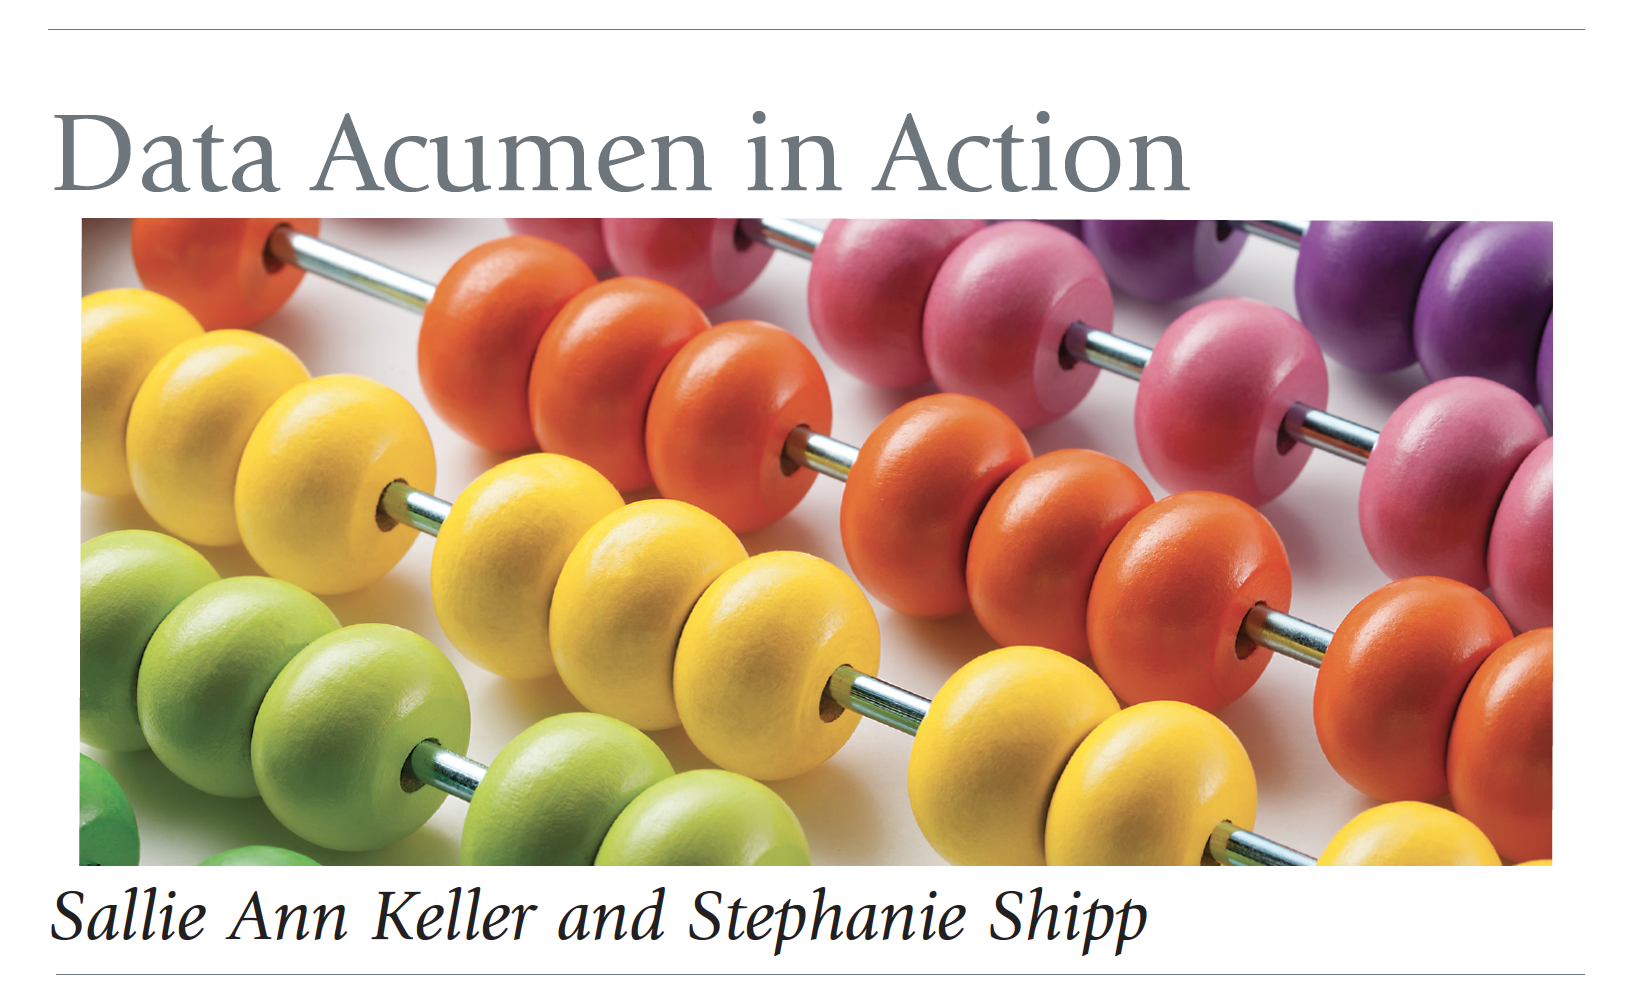 Data Acumen in Action
Sallie Ann Keller and Stephanie Shipp